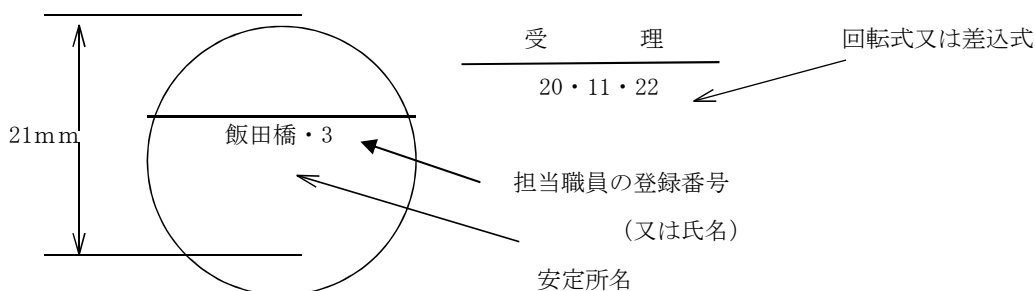 受 理
回転式又は差込式
20・11・22
21mm
飯田橋・3
担当職員の登録番号
（又は氏名）
安定所名